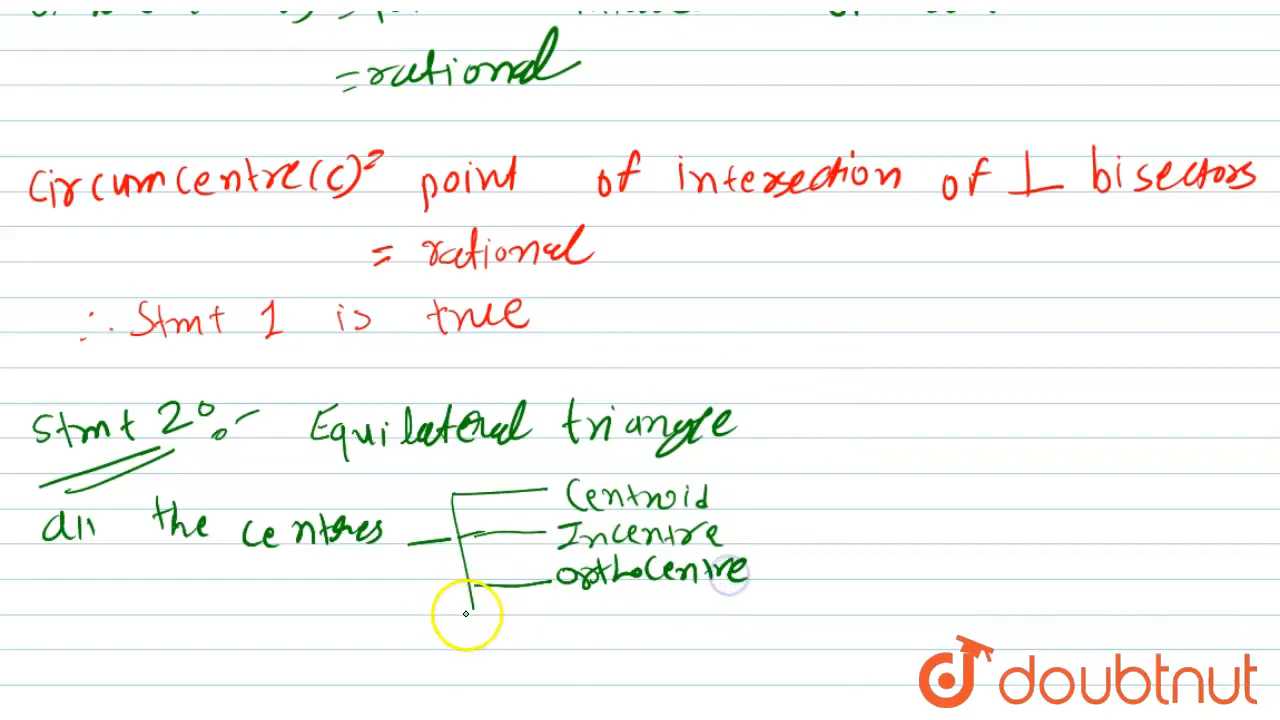 =rational
Circumcentre(c)² point of intersection of ⊥ bisectors
= rational
∴ Stmt 1 is true
Stmt 2:- Equilateral triangle
Centroid
all the centres
Incentre
orthocentre
doubtnut